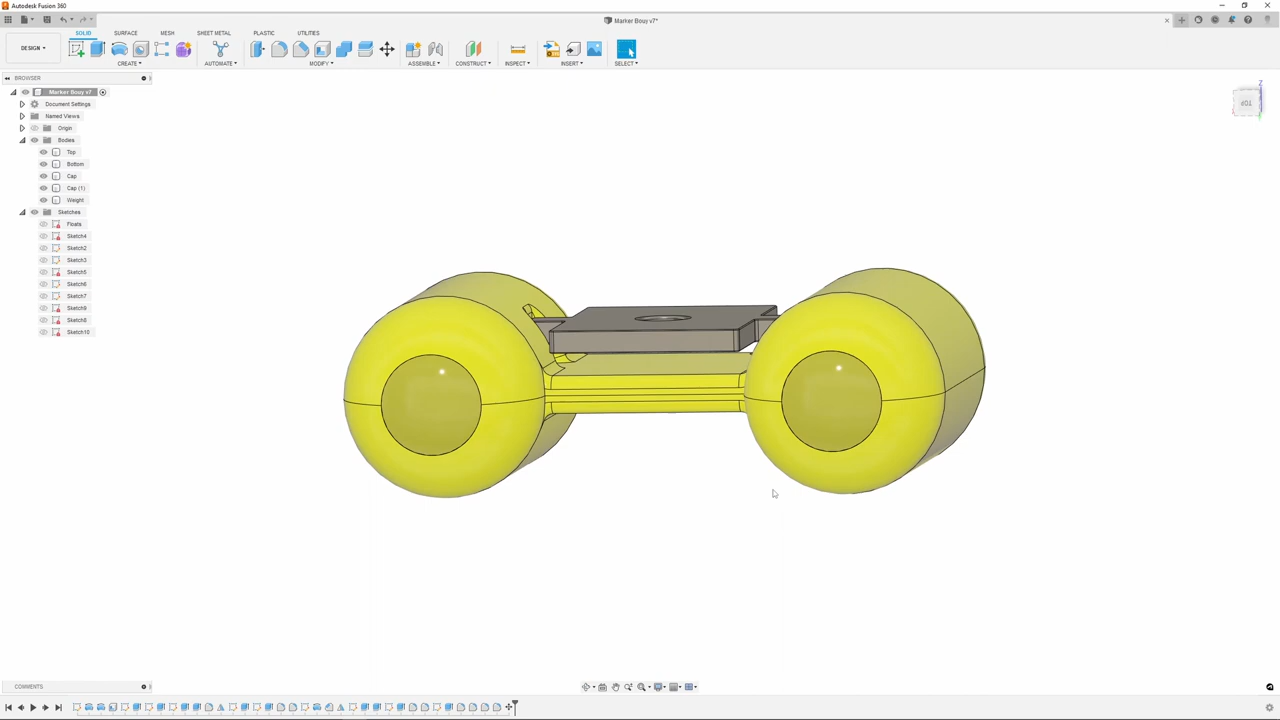 Autodesk Fusion 360
Marker Bouy v7*
SOLID SURFACE MESH SHEET METAL PLASTIC UTILITIES
DESIGN
CREATE AUTOMATE MODIFY ASSEMBLE CONSTRUCT INSPECT INSERT SELECT
BROWSER
Marker Bouy v7
Document Settings
Named Views
Origin
Bodies
Top
Bottom
Cap
Cap (1)
Weight
Sketches
Floats
Sketch4
Sketch2
Sketch3
Sketch5
Sketch6
Sketch7
Sketch9
Sketch8
Sketch10
Z
TOP
COMMENTS